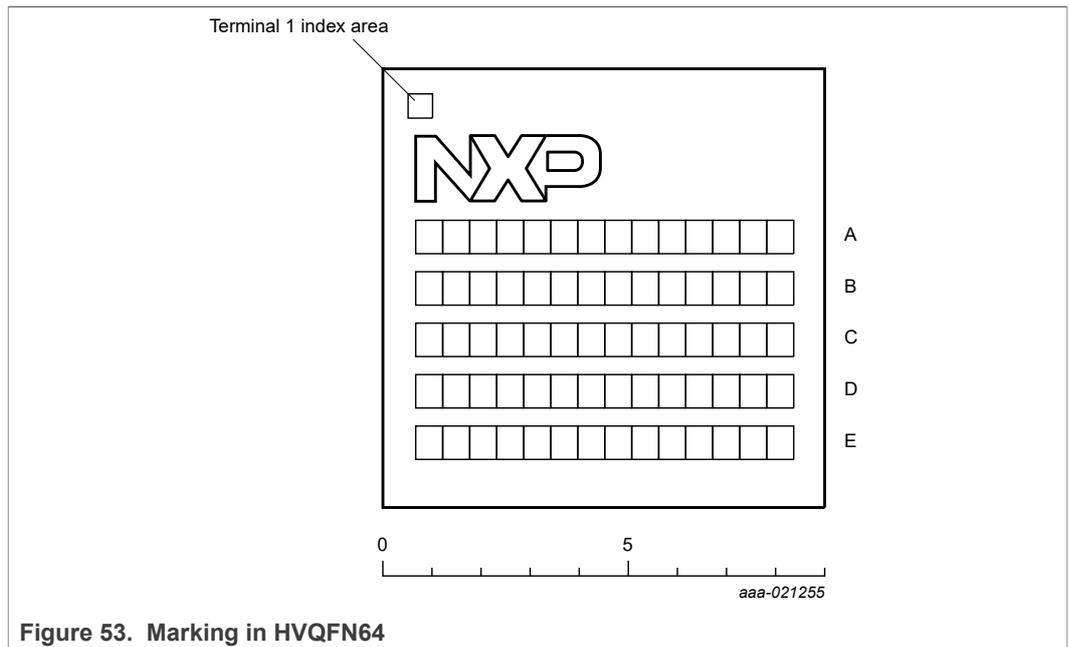 Terminal 1 index area
NXP
A
B
C
D
E
0 5
aaa-021255
Figure 53. Marking in HVQFN64